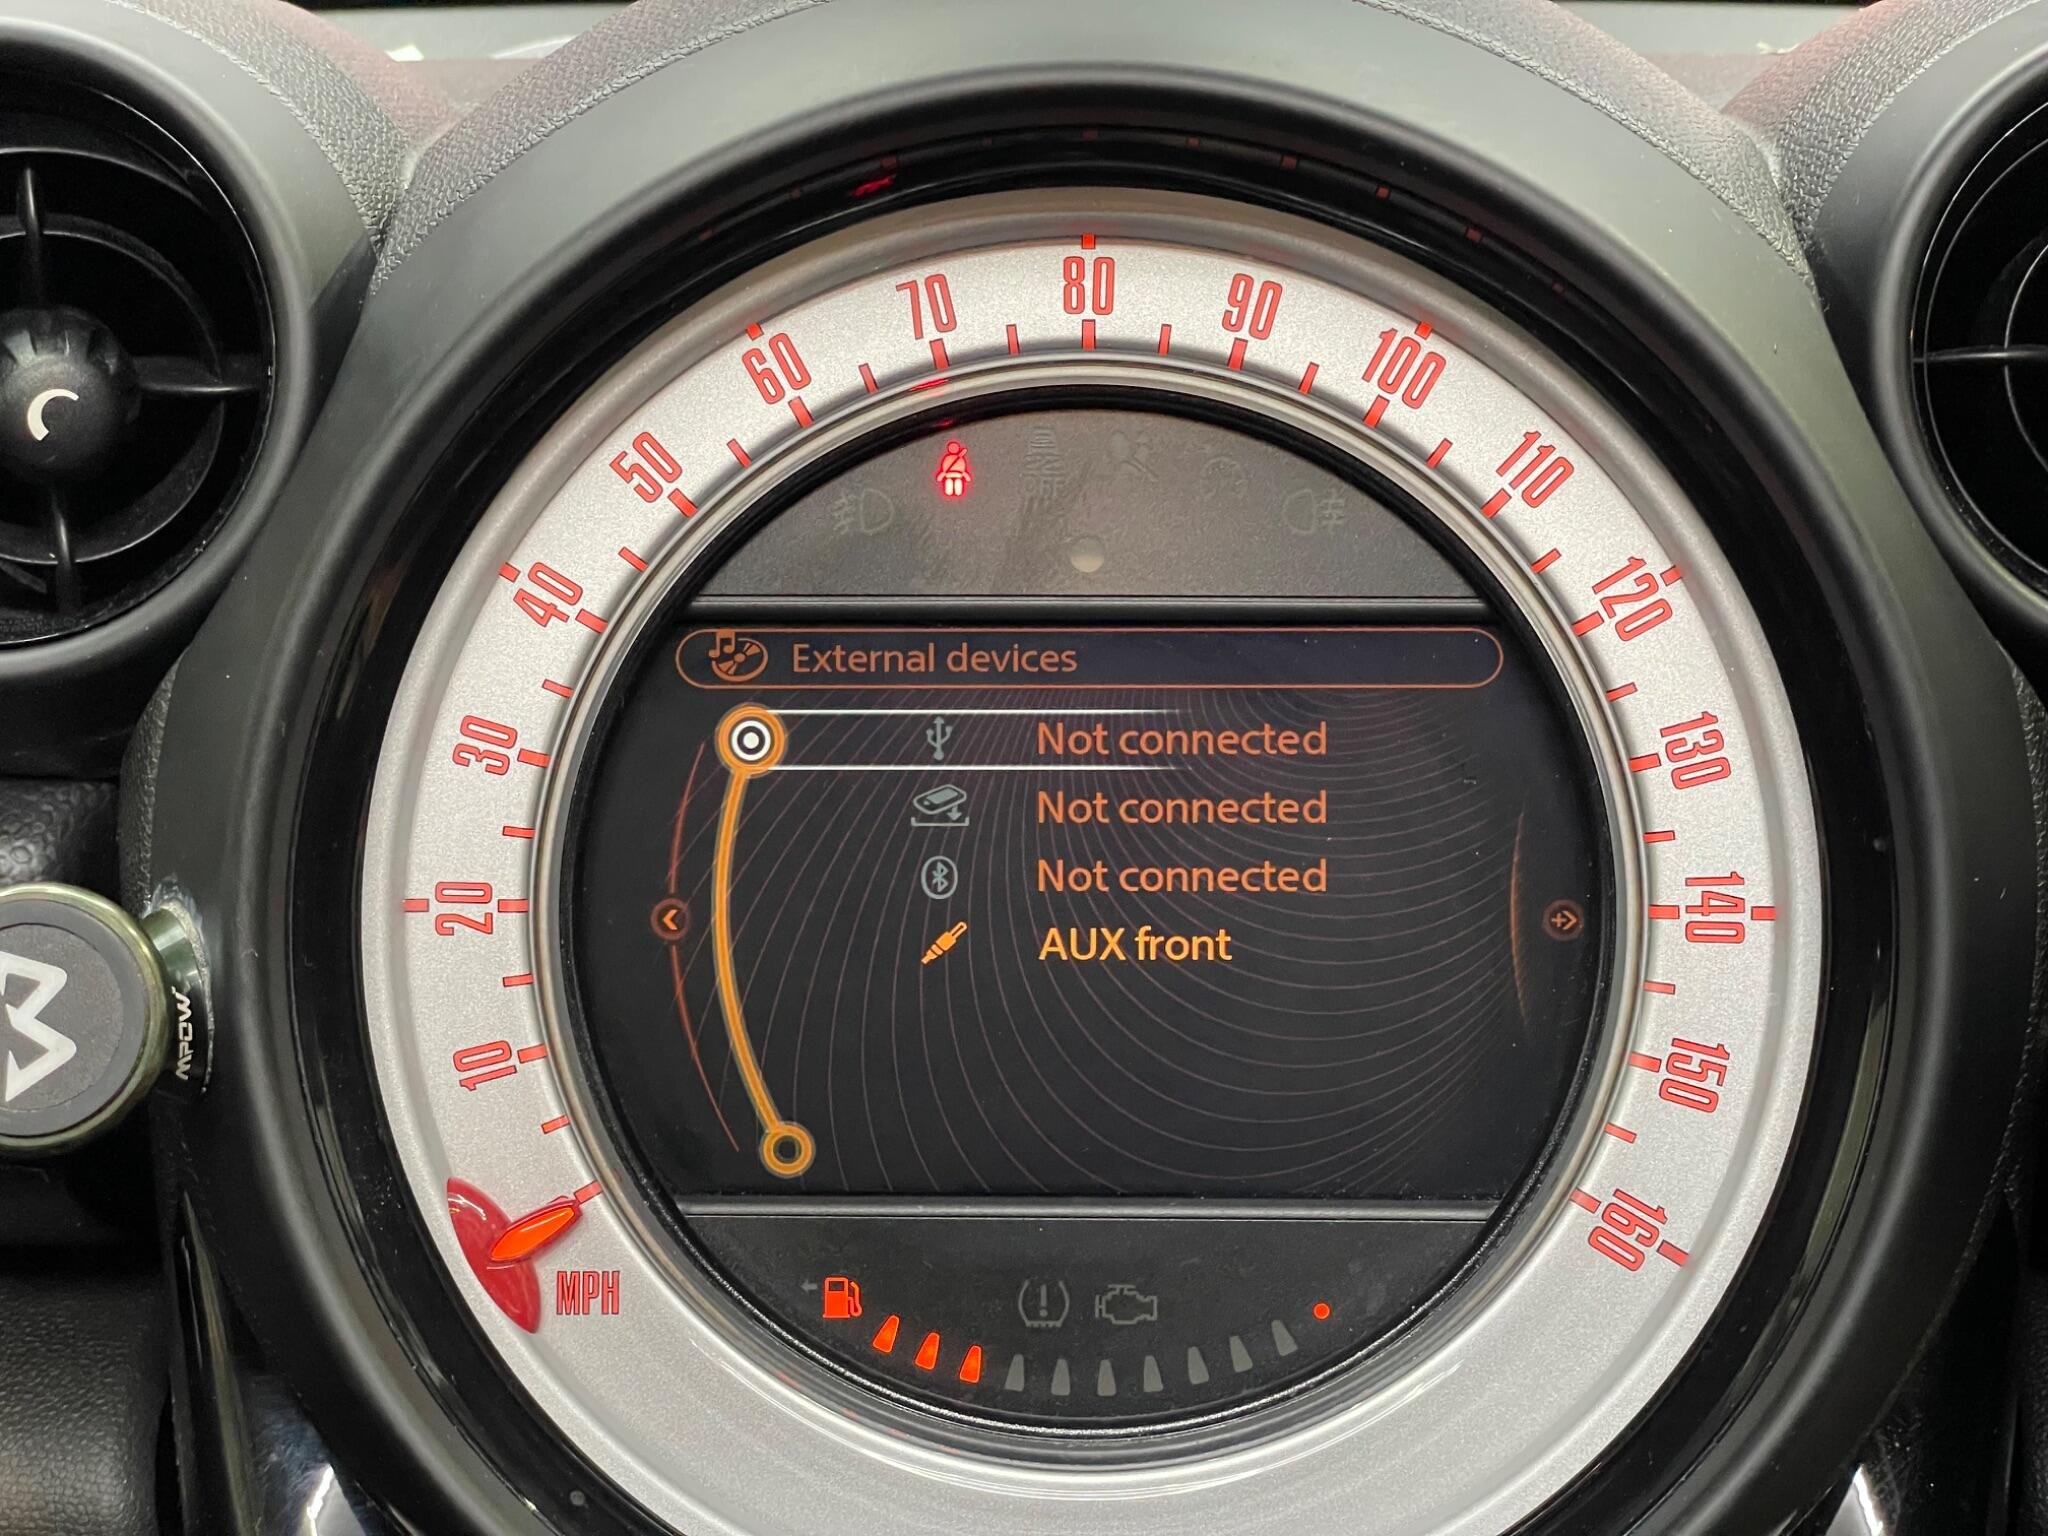 10
20
30
40
50
60
70
80
90
100
110
120
130
140
150
160
MPH
External devices
Not connected
Not connected
Not connected
AUX front
MPOW